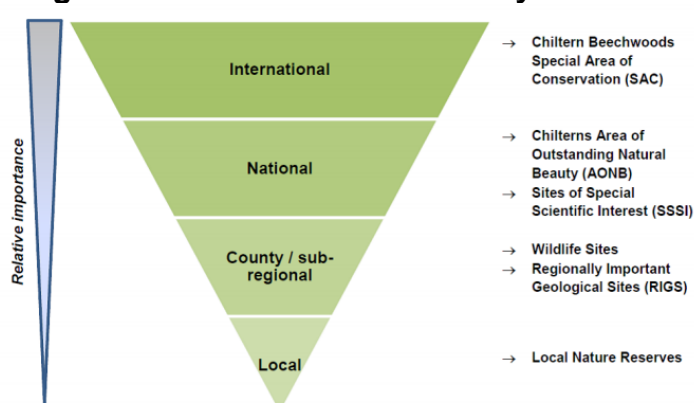 Relative importance
International
→ Chiltern Beechwoods
Special Area of
Conservation (SAC)
National
→ Chilterns Area of
Outstanding Natural
Beauty (AONB)
→ Sites of Special
Scientific Interest (SSSI)
County / sub-
regional
→ Wildlife Sites
→ Regionally Important
Geological Sites (RIGS)
Local
→ Local Nature Reserves